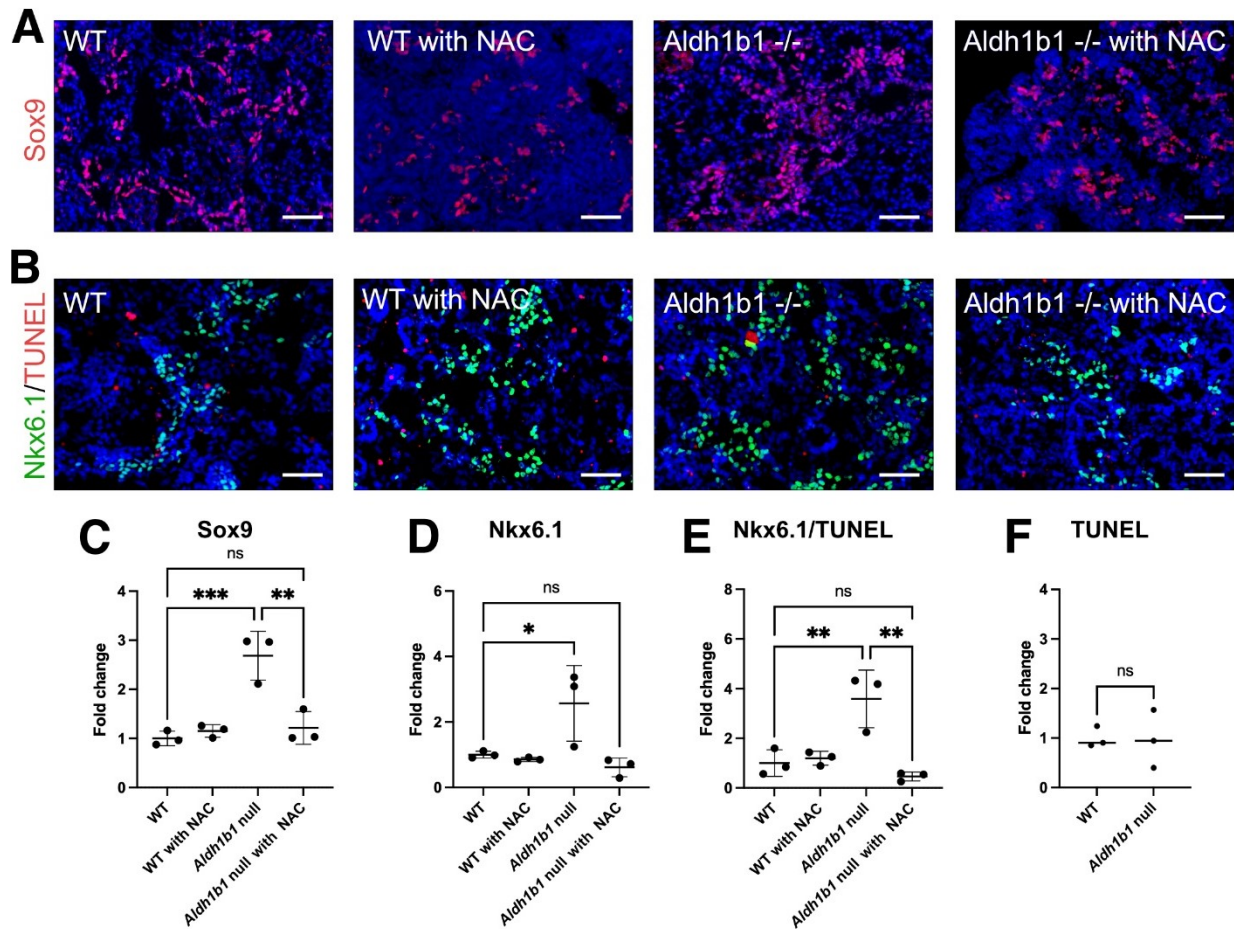 A
WT
WT with NAC
Aldh1b1 -/-
Aldh1b1 -/- with NAC
Sox9
B
WT
WT with NAC
Aldh1b1 -/-
Aldh1b1 -/- with NAC
Nkx6.1/TUNEL
C
Sox9
ns
***
**
4
3
2
1
0
Fold change
WT
WT with NAC
Aldh1b1 null
Aldh1b1 null with NAC
D
Nkx6.1
ns
*
6
4
2
0
Fold change
WT
WT with NAC
Aldh1b1 null
Aldh1b1 null with NAC
E
Nkx6.1/TUNEL
ns
**
**
8
6
4
2
0
Fold change
WT
WT with NAC
Aldh1b1 null
Aldh1b1 null with NAC
F
TUNEL
ns
4
3
2
1
0
Fold change
WT
Aldh1b1 null